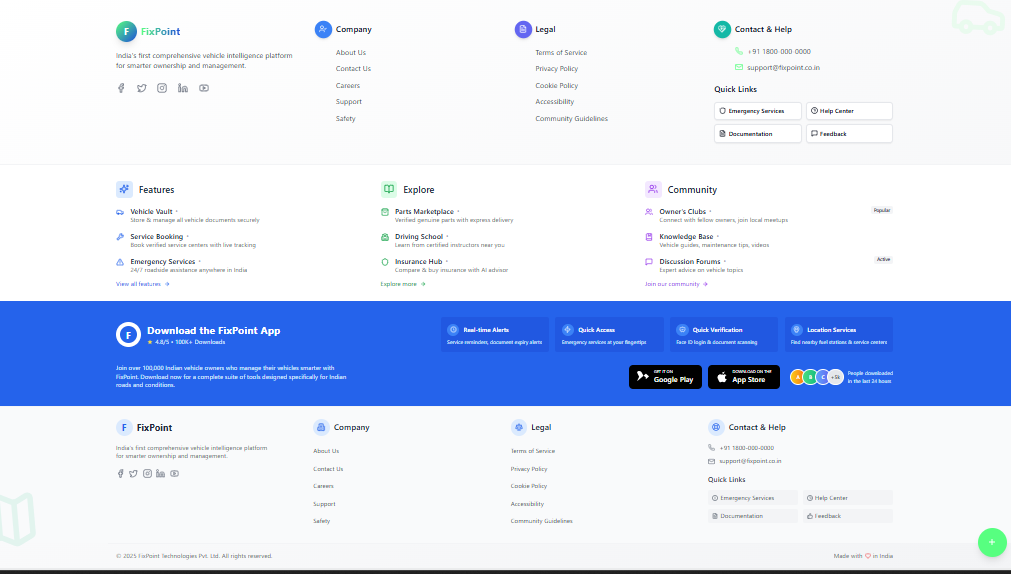 F FixPoint
India's first comprehensive vehicle intelligence platform
for smarter ownership and management.
Company
About Us
Contact Us
Careers
Support
Safety
Legal
Terms of Service
Privacy Policy
Cookie Policy
Accessibility
Community Guidelines
Contact & Help
+91 1800-000-0000
support@fixpoint.co.in
Quick Links
Emergency Services
Help Center
Documentation
Feedback
Features
Vehicle Vault
Store & manage all vehicle documents securely
Service Booking
Book verified service centers with live tracking
Emergency Services
24/7 roadside assistance anywhere in India
View all features →
Explore
Parts Marketplace
Verified genuine parts with express delivery
Driving School
Learn from certified instructors near you
Insurance Hub
Compare & buy insurance with AI advisor
Explore more →
Community
Owner's Clubs
Popular
Connect with fellow owners, join local meetups
Knowledge Base
Vehicle guides, maintenance tips, videos
Discussion Forums
Active
Expert advice on vehicle topics
Join our community →
F Download the FixPoint App
★ 4.8/5 • 100K+ Downloads
Join over 100,000 Indian vehicle owners who manage their vehicles smarter with
FixPoint. Download now for a complete suite of tools designed specifically for Indian
roads and conditions.
Real-time Alerts
Service reminders, document expiry alerts
Quick Access
Emergency services at your fingertips
Quick Verification
Face ID login & document scanning
Location Services
Find nearby fuel stations & service centers
GET IT ON
Google Play
DOWNLOAD ON THE
App Store
A B C +5k
People downloaded
in the last 24 hours
F FixPoint
India's first comprehensive vehicle intelligence platform
for smarter ownership and management.
Company
About Us
Contact Us
Careers
Support
Safety
Legal
Terms of Service
Privacy Policy
Cookie Policy
Accessibility
Community Guidelines
Contact & Help
+91 1800-000-0000
support@fixpoint.co.in
Quick Links
Emergency Services
Help Center
Documentation
Feedback
© 2025 FixPoint Technologies Pvt. Ltd. All rights reserved.
Made with ♡ in India